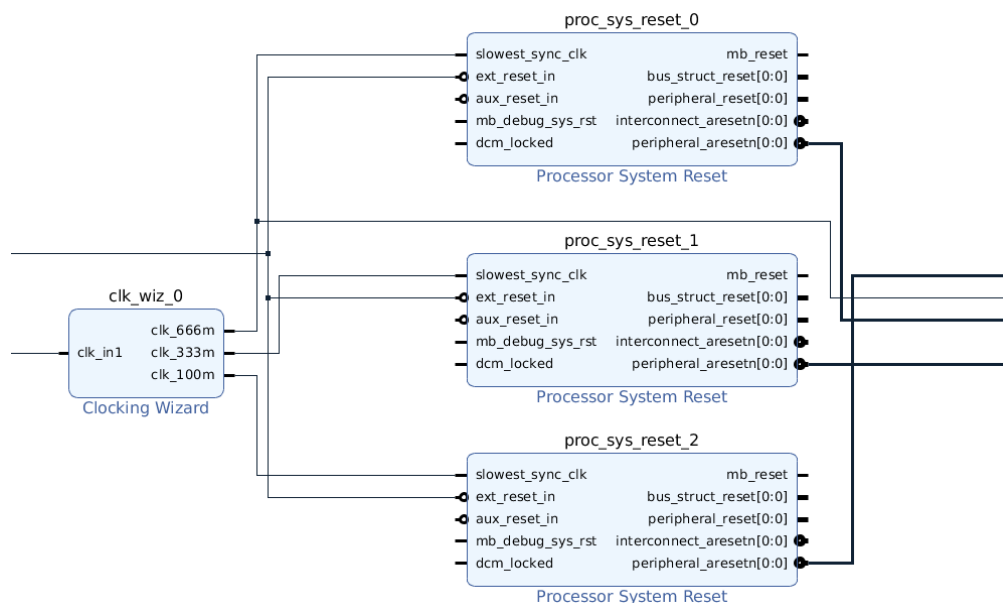 proc_sys_reset_0
slowest_sync_clk
mb_reset
ext_reset_in
bus_struct_reset[0:0]
aux_reset_in
peripheral_reset[0:0]
mb_debug_sys_rst
interconnect_aresetn[0:0]
dcm_locked
peripheral_aresetn[0:0]
Processor System Reset
proc_sys_reset_1
slowest_sync_clk
mb_reset
ext_reset_in
bus_struct_reset[0:0]
aux_reset_in
peripheral_reset[0:0]
mb_debug_sys_rst
interconnect_aresetn[0:0]
dcm_locked
peripheral_aresetn[0:0]
Processor System Reset
clk_wiz_0
clk_666m
clk_in1
clk_333m
clk_100m
Clocking Wizard
proc_sys_reset_2
slowest_sync_clk
mb_reset
ext_reset_in
bus_struct_reset[0:0]
aux_reset_in
peripheral_reset[0:0]
mb_debug_sys_rst
interconnect_aresetn[0:0]
dcm_locked
peripheral_aresetn[0:0]
Processor System Reset